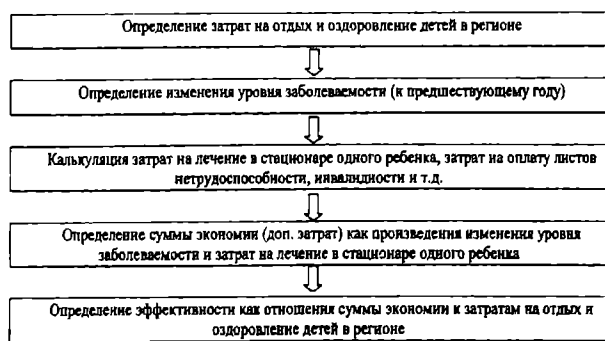 Определение затрат на отдых и оздоровление детей в регионе
Определение изменения уровня заболеваемости (к предшествующему году)
Калькуляция затрат на лечение в стационаре одного ребенка, затрат на оплату листов
нетрудоспособности, инвалидности и т.д.
Определение суммы экономии (доп. затрат) как произведения изменения уровня
заболеваемости и затрат на лечение в стационаре одного ребенка
Определение эффективности как отношения суммы экономии к затратам на отдых и
оздоровление детей в регионе